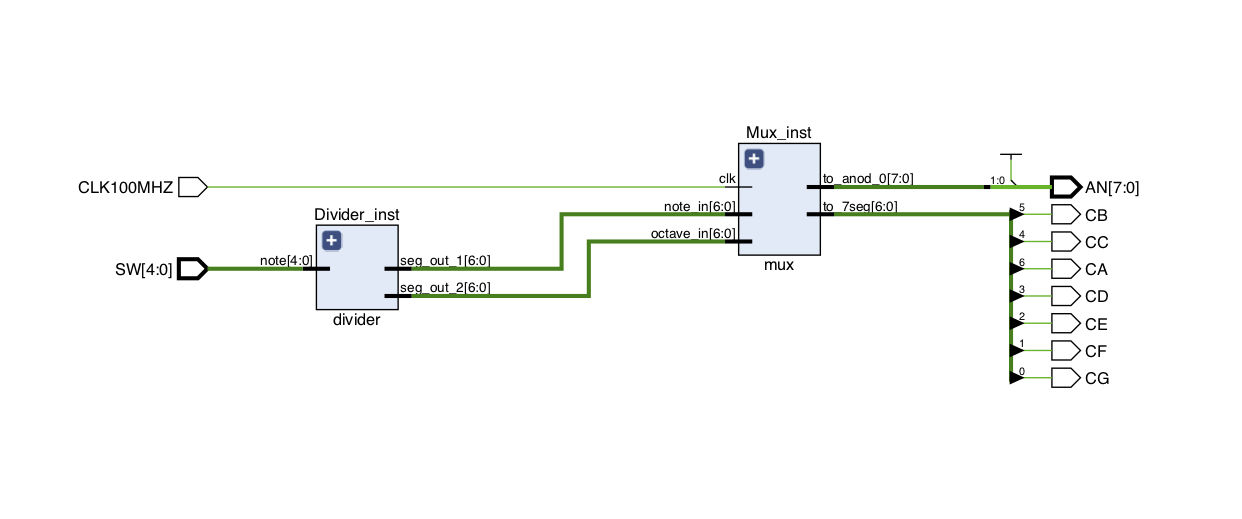 Mux_inst
clk
to_anod_0[7:0]
1:0
CLK100MHZ
AN[7:0]
note_in[6:0]
to_7seg[6:0]
5
CB
Divider_inst
octave_in[6:0]
4
CC
SW[4:0]
note[4:0]
seg_out_1[6:0]
mux
6
CA
seg_out_2[6:0]
3
CD
divider
2
CE
1
CF
0
CG